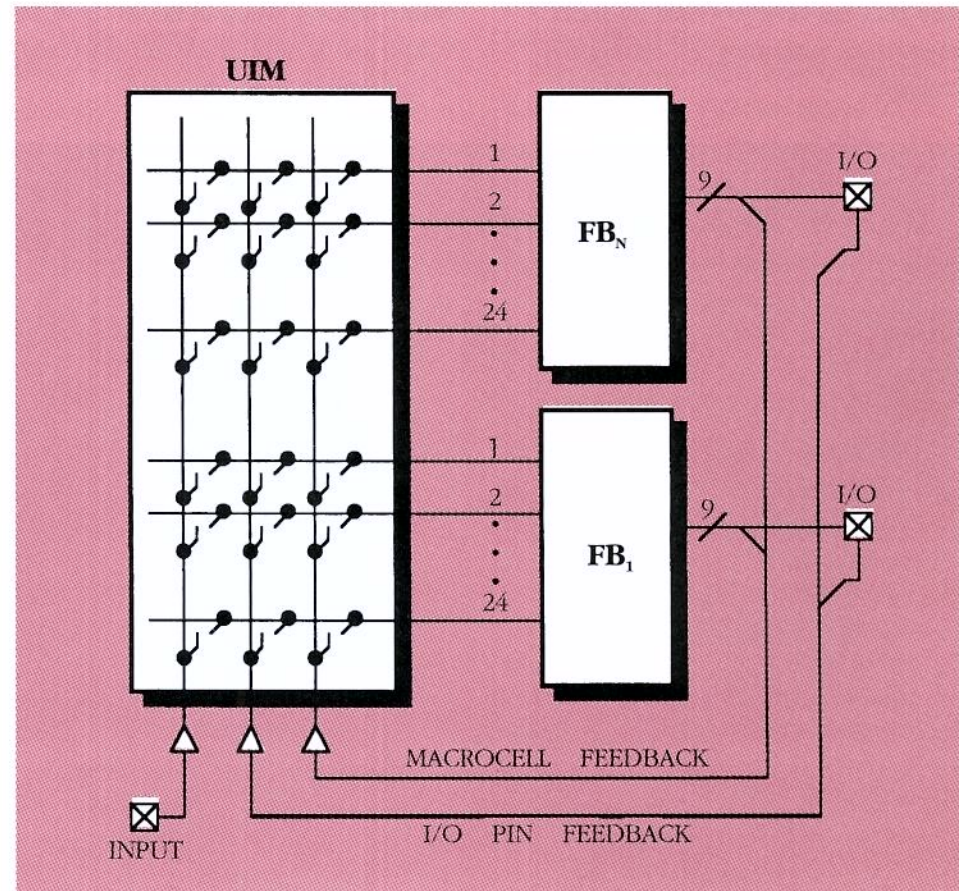 UIM
1
2
24
FB_N
9
I/O
1
2
24
FB_1
9
I/O
MACROCELL FEEDBACK
I/O PIN FEEDBACK
INPUT